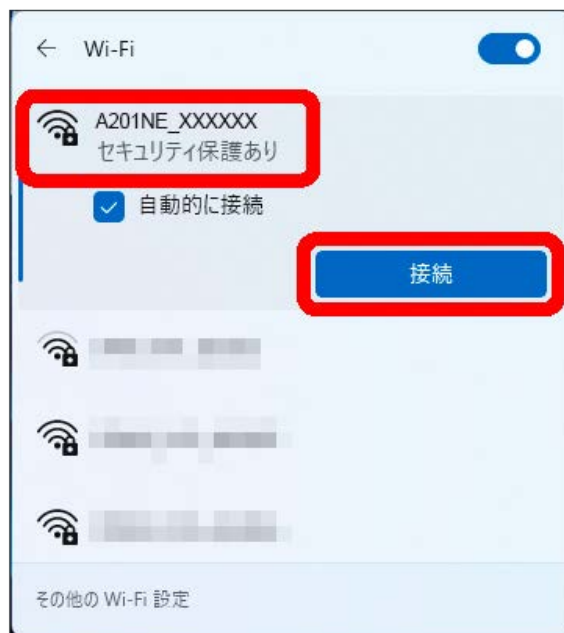 Wi-Fi
A201NE_XXXXXX
セキュリティ保護あり
自動的に接続
接続
その他の Wi-Fi 設定